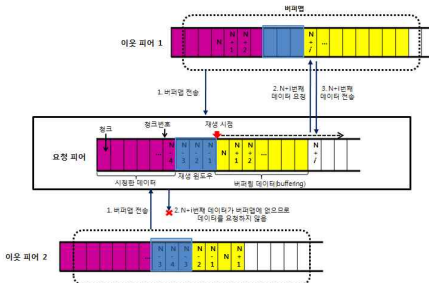 버퍼맵
이웃 피어 1
N
N + 1
N + 2
N + i
...
1. 버퍼맵 전송
2. N+i번째 데이터 요청
3. N+i번째 데이터 전송
청크
청크번호
재생 시점
요청 피어
...
N - 4
N - 3
N - 2
N - 1
N
N + 1
N + 2
...
N + i
시청한 데이터
재생 윈도우
버퍼링 데이터(buffering)
1. 버퍼맵 전송
2. N+i번째 데이터가 버퍼맵에 없으므로
데이터를 요청하지 않음
이웃 피어 2
N - 3
N - 4
N - 3
N - 2
N - 1
N
N + 1